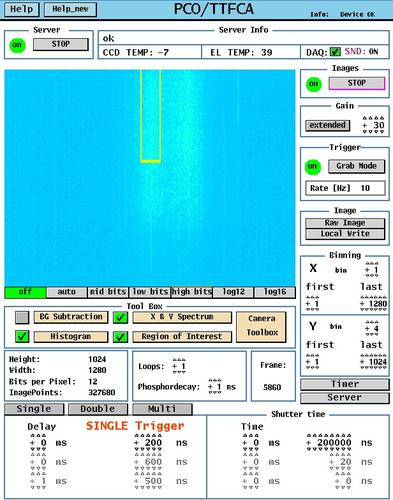 Help Help_new PCO/TTFCA Info: Device OK
Server
on STOP
Server Info
ok
CCD TEMP: -7 EL TEMP: 39 DAQ: SND: ON
Images
on STOP
Gain
extended + 30
Trigger
on Grab Mode
Rate [Hz] 10
Image
Raw Image
Local Write
Binning
X bin + 1
first last
+ 1 + 1280
Y bin + 4
first last
+ 1 + 1024
Timer
Server
off auto mid bits low bits high bits log12 log16
Tool Box
BG Subtraction X & Y Spectrum
Histogram Region of Interest
Camera
Toolbox
Height: 1024
Width: 1280
Bits per Pixel: 12
ImagePoints: 327680
Loops: + 1
Phosphordecay: + 1 ms
Frame:
5860
Single Double Multi
Shutter time
Delay SINGLE Trigger Time
+ 0 ms + 200 ns + 0 ms + 200000 ns
+ 0 ms + 600 ns + 0 ms + 20 ns
+ 1 ms + 500 ns + 0 ms + 0 ns